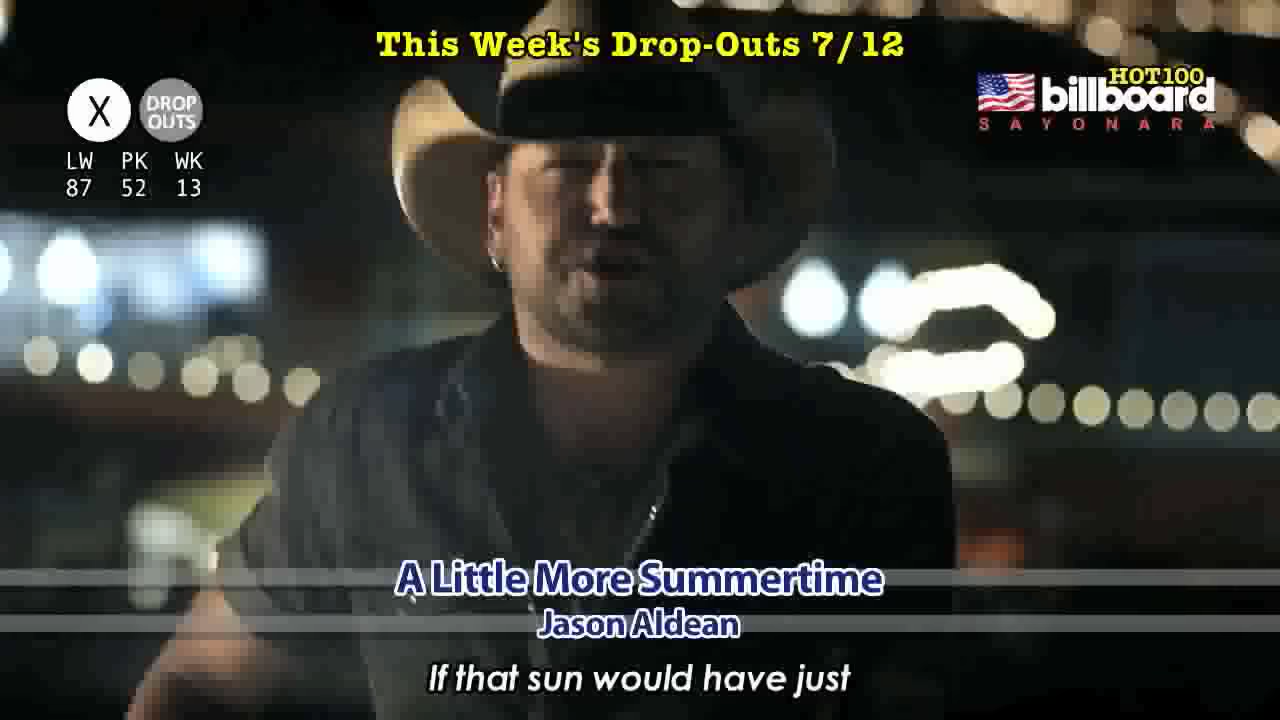 This Week's Drop-Outs 7/12
X
DROP
OUTS
LW PK WK
87 52 13
HOT100
billboard
SAYONARA
A Little More Summertime
Jason Aldean
If that sun would have just